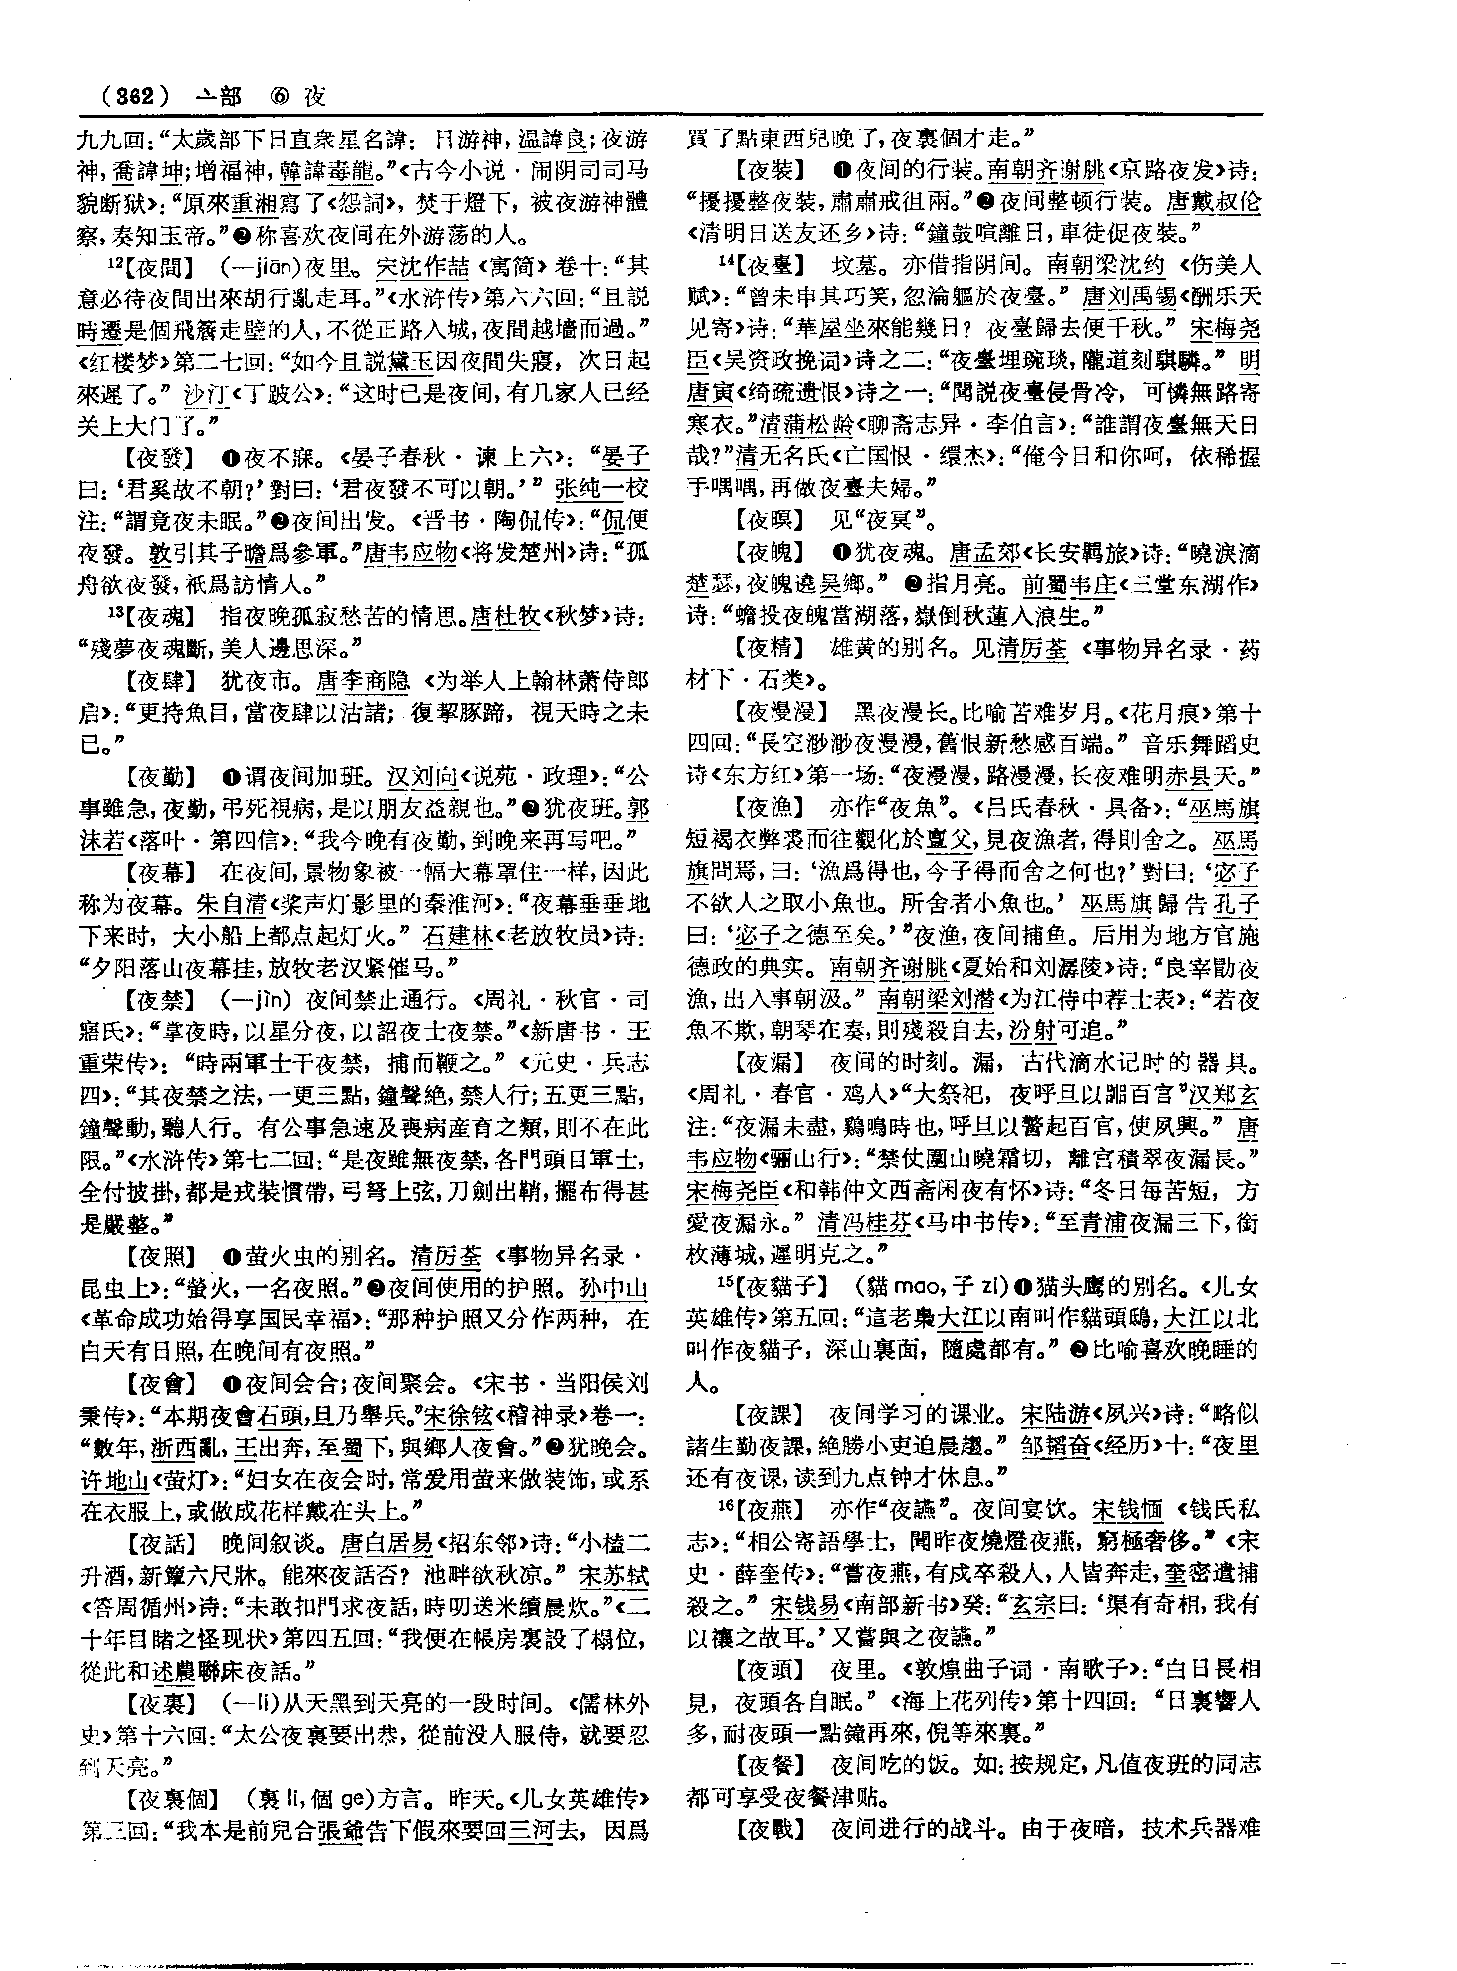 (362) 亠部 ⑥ 夜
九九回：“太歲部下日直衆星名諱：日游神，温諱良；夜游
神，喬諱坤；增福神，韓諱毒龍。”《古今小说·闹阴司司马
貌断狱》：“原來重湘寫了《怨詞》，焚于燈下，被夜游神體
察，奏知玉帝。”❷称喜欢夜间在外游荡的人。
12【夜間】 (—jiān)夜里。宋沈作喆《寓简》卷十：“其
意必待夜間出來胡行亂走耳。”《水浒传》第六六回：“且説
時遷是個飛簷走壁的人，不從正路入城，夜間越墻而過。”
《红楼梦》第二七回：“如今且説黛玉因夜間失寢，次日起
來遲了。” 沙汀《丁跛公》：“这时已是夜间，有几家人已经
关上大门了。”
【夜發】 ❶夜不寐。《晏子春秋·谏上六》：“晏子
曰：‘君奚故不朝？’對曰：‘君夜發不可以朝。’” 张纯一校
注：“謂竟夜未眠。”❷夜间出发。《晋书·陶侃传》：“侃便
夜發。敦引其子瞻爲參軍。”唐韦应物《将发楚州》诗：“孤
舟欲夜發，祇爲訪情人。”
13【夜魂】 指夜晚孤寂愁苦的情思。唐杜牧《秋梦》诗：
“殘夢夜魂斷，美人邊思深。”
【夜肆】 犹夜市。唐李商隐《为举人上翰林萧侍郎
启》：“更持魚目，當夜肆以沽諸；復挈豚蹄，視天時之未
已。”
【夜勤】 ❶谓夜间加班。汉刘向《说苑·政理》：“公
事雖急，夜勤，弔死視病，是以朋友益親也。”❷犹夜班。郭
沫若《落叶·第四信》：“我今晚有夜勤，到晚来再写吧。”
【夜幕】 在夜间，景物象被一幅大幕罩住一样，因此
称为夜幕。朱自清《桨声灯影里的秦淮河》：“夜幕垂垂地
下来时，大小船上都点起灯火。” 石建林《老放牧员》诗：
“夕阳落山夜幕挂，放牧老汉紧催马。”
【夜禁】 (—jìn) 夜间禁止通行。《周礼·秋官·司
寤氏》：“掌夜時，以星分夜，以詔夜士夜禁。”《新唐书·王
重荣传》：“時兩軍士干夜禁，捕而鞭之。”《元史·兵志
四》：“其夜禁之法，一更三點，鐘聲絶，禁人行；五更三點，
鐘聲動，聽人行。有公事急速及喪病産育之類，則不在此
限。”《水浒传》第七二回：“是夜雖無夜禁，各門頭目軍士，
全付披掛，都是戎裝慣帶，弓弩上弦，刀劍出鞘，擺布得甚
是嚴整。”
【夜照】 ❶萤火虫的别名。清厉荃《事物异名录·
昆虫上》：“螢火，一名夜照。”❷夜间使用的护照。孙中山
《革命成功始得享国民幸福》：“那种护照又分作两种，在
白天有日照，在晚间有夜照。”
【夜會】 ❶夜间会合；夜间聚会。《宋书·当阳侯刘
秉传》：“本期夜會石頭，旦乃舉兵。”宋徐铉《稽神录》卷一：
“數年，浙西亂，王出奔，至蜀下，與鄉人夜會。”❷犹晚会。
许地山《萤灯》：“妇女在夜会时，常爱用萤来做装饰，或系
在衣服上，或做成花样戴在头上。”
【夜話】 晚间叙谈。唐白居易《招东邻》诗：“小榼二
升酒，新簟六尺牀。能來夜話否？池畔欲秋凉。” 宋苏轼
《答周循州》诗：“未敢扣門求夜話，時叨送米續晨炊。”《二
十年目睹之怪现状》第四五回：“我便在帳房裏設了榻位，
從此和述農聯床夜話。”
【夜裏】 (—li)从天黑到天亮的一段时间。《儒林外
史》第十六回：“太公夜裏要出恭，從前没人服侍，就要忍
到天亮。”
【夜裏個】 (裏 li，個 ge)方言。昨天。《儿女英雄传》
第三回：“我本是前兒合張爺告下假來要回三河去，因爲
買了點東西兒晚了，夜裏個才走。”
【夜装】 ❶夜间的行装。南朝齐谢朓《京路夜发》诗：
“擾擾整夜裝，肅肅戒徂兩。”❷夜间整顿行装。唐戴叔伦
《清明日送友还乡》诗：“鐘鼓喧離日，車徒促夜裝。”
14【夜臺】 坟墓。亦借指阴间。南朝梁沈约《伤美人
赋》：“曾未申其巧笑，忽淪軀於夜臺。” 唐刘禹锡《酬乐天
见寄》诗：“華屋坐來能幾日？夜臺歸去便千秋。” 宋梅尧
臣《吴资政挽词》诗之二：“夜臺埋琬琰，隴道刻騏驎。” 明
唐寅《绮疏遗恨》诗之一：“聞説夜臺侵骨冷，可憐無路寄
寒衣。”清蒲松龄《聊斋志异·李伯言》：“誰謂夜臺無天日
哉？”清无名氏《亡国恨·缳杰》：“俺今日和你呵，依稀握
手喁喁，再做夜臺夫婦。”
【夜暝】 见“夜冥”。
【夜魄】 ❶犹夜魂。唐孟郊《长安羁旅》诗：“曉淚滴
楚瑟，夜魄遶吴鄉。” ❷指月亮。前蜀韦庄《三堂东湖作》
诗：“蟾投夜魄當湖落，嶽倒秋蓮入浪生。”
【夜精】 雄黄的别名。见清厉荃《事物异名录·药
材下·石类》。
【夜漫漫】 黑夜漫长。比喻苦难岁月。《花月痕》第十
四回：“長空渺渺夜漫漫，舊恨新愁感百端。” 音乐舞蹈史
诗《东方红》第一场：“夜漫漫，路漫漫，长夜难明赤县天。”
【夜漁】 亦作“夜魚”。《吕氏春秋·具备》：“巫馬旗
短褐衣弊裘而往觀化於亶父，見夜漁者，得則舍之。巫馬
旗問焉，曰：‘漁爲得也，今子得而舍之何也？’對曰：‘宓子
不欲人之取小魚也。所舍者小魚也。’ 巫馬旗歸告孔子
曰：‘宓子之德至矣。’”夜渔，夜间捕鱼。后用为地方官施
德政的典实。南朝齐谢朓《夏始和刘潺陵》诗：“良宰勖夜
漁，出入事朝汲。” 南朝梁刘潜《为江侍中荐士表》：“若夜
魚不欺，朝琴在奏，則殘殺自去，汾射可追。”
【夜漏】 夜间的时刻。漏，古代滴水记时的器具。
《周礼·春官·鸡人》“大祭祀，夜呼旦以嘂百官”汉郑玄
注：“夜漏未盡，鷄鳴時也，呼旦以警起百官，使夙興。” 唐
韦应物《骊山行》：“禁仗圍山曉霜切，離宫積翠夜漏長。”
宋梅尧臣《和韩仲文西斋闲夜有怀》诗：“冬日每苦短，方
愛夜漏永。” 清冯桂芬《马中书传》：“至青浦夜漏三下，銜
枚薄城，遲明克之。”
15【夜貓子】 (貓 mao，子 zi)❶猫头鹰的别名。《儿女
英雄传》第五回：“這老梟大江以南叫作貓頭鴟，大江以北
叫作夜貓子，深山裏面，隨處都有。” ❷比喻喜欢晚睡的
人。
【夜課】 夜间学习的课业。宋陆游《夙兴》诗：“略似
諸生勤夜課，絶勝小吏迫晨趨。” 邹韬奋《经历》十：“夜里
还有夜课，读到九点钟才休息。”
16【夜燕】 亦作“夜讌”。夜间宴饮。宋钱愐《钱氏私
志》：“相公寄語學士，聞昨夜燒燈夜燕，窮極奢侈。”《宋
史·薛奎传》：“嘗夜燕，有戍卒殺人，人皆奔走，奎密遣捕
殺之。” 宋钱易《南部新书》癸：“玄宗曰：‘渠有奇相，我有
以禳之故耳。’又嘗與之夜讌。”
【夜頭】 夜里。《敦煌曲子词·南歌子》：“白日長相
見，夜頭各自眠。”《海上花列传》第十四回：“日裏響人
多，耐夜頭一點鐘再來，倪等來裏。”
【夜餐】 夜间吃的饭。如：按规定，凡值夜班的同志
都可享受夜餐津贴。
【夜戰】 夜间进行的战斗。由于夜暗，技术兵器难